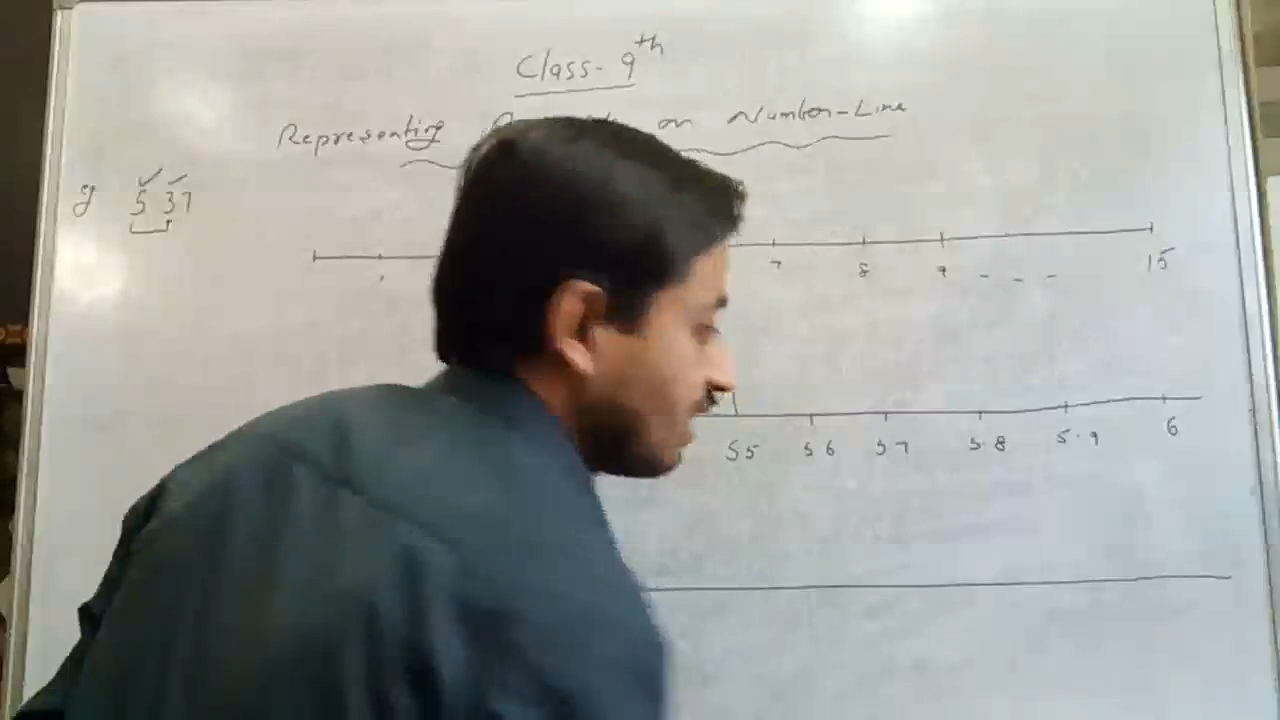 Class-9th
Representing on Number-Line
5 37
7 8 9 - - - 15
5 5 5 6 5 7 5.8 5.9 6